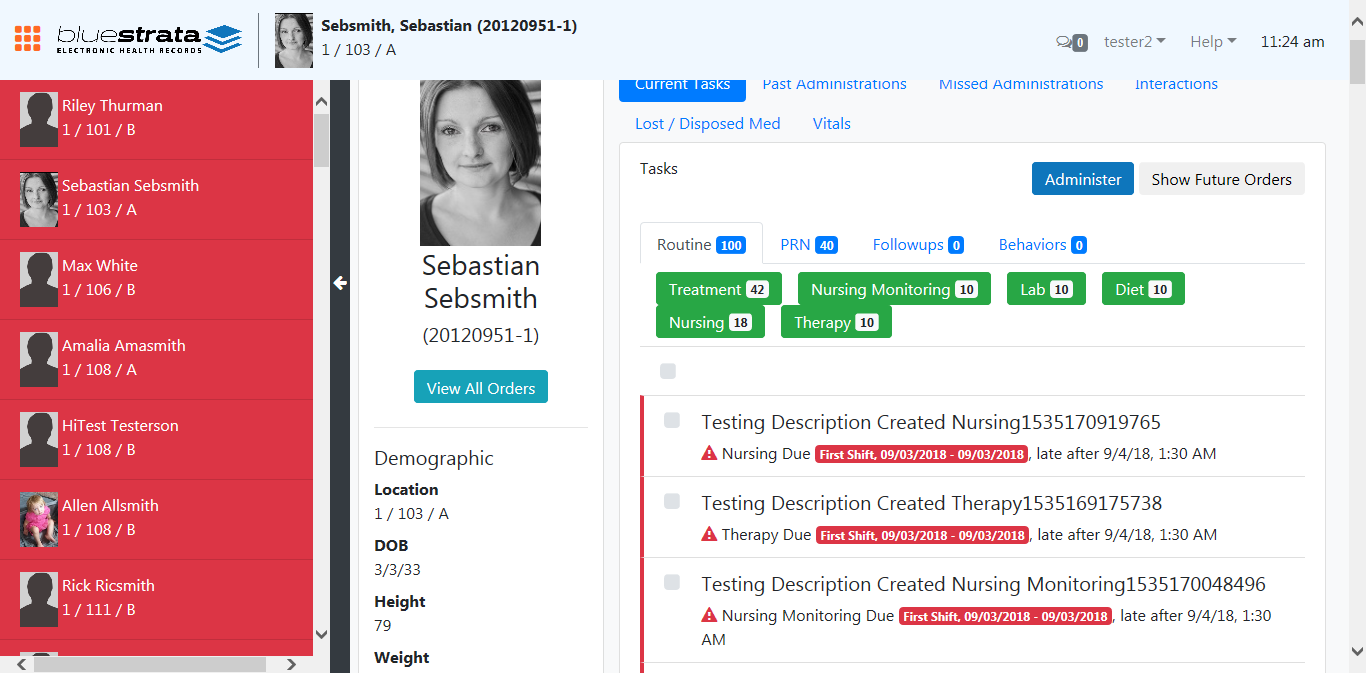 bluestrata
ELECTRONIC HEALTH RECORDS
Sebsmith, Sebastian (20120951-1)
1 / 103 / A
0
tester2
Help
11:24 am
Riley Thurman
1 / 101 / B
Sebastian Sebsmith
1 / 103 / A
Max White
1 / 106 / B
Amalia Amasmith
1 / 108 / A
HiTest Testerson
1 / 108 / B
Allen Allsmith
1 / 108 / B
Rick Ricsmith
1 / 111 / B
Sebastian
Sebsmith
(20120951-1)
View All Orders
Demographic
Location
1 / 103 / A
DOB
3/3/33
Height
79
Weight
Current Tasks Past Administrations Missed Administrations Interactions
Lost / Disposed Med Vitals
Tasks
Administer Show Future Orders
Routine 100 PRN 40 Followups 0 Behaviors 0
Treatment 42 Nursing Monitoring 10 Lab 10 Diet 10
Nursing 18 Therapy 10
Testing Description Created Nursing1535170919765
Nursing Due First Shift, 09/03/2018 - 09/03/2018, late after 9/4/18, 1:30 AM
Testing Description Created Therapy1535169175738
Therapy Due First Shift, 09/03/2018 - 09/03/2018, late after 9/4/18, 1:30 AM
Testing Description Created Nursing Monitoring1535170048496
Nursing Monitoring Due First Shift, 09/03/2018 - 09/03/2018, late after 9/4/18, 1:30
AM